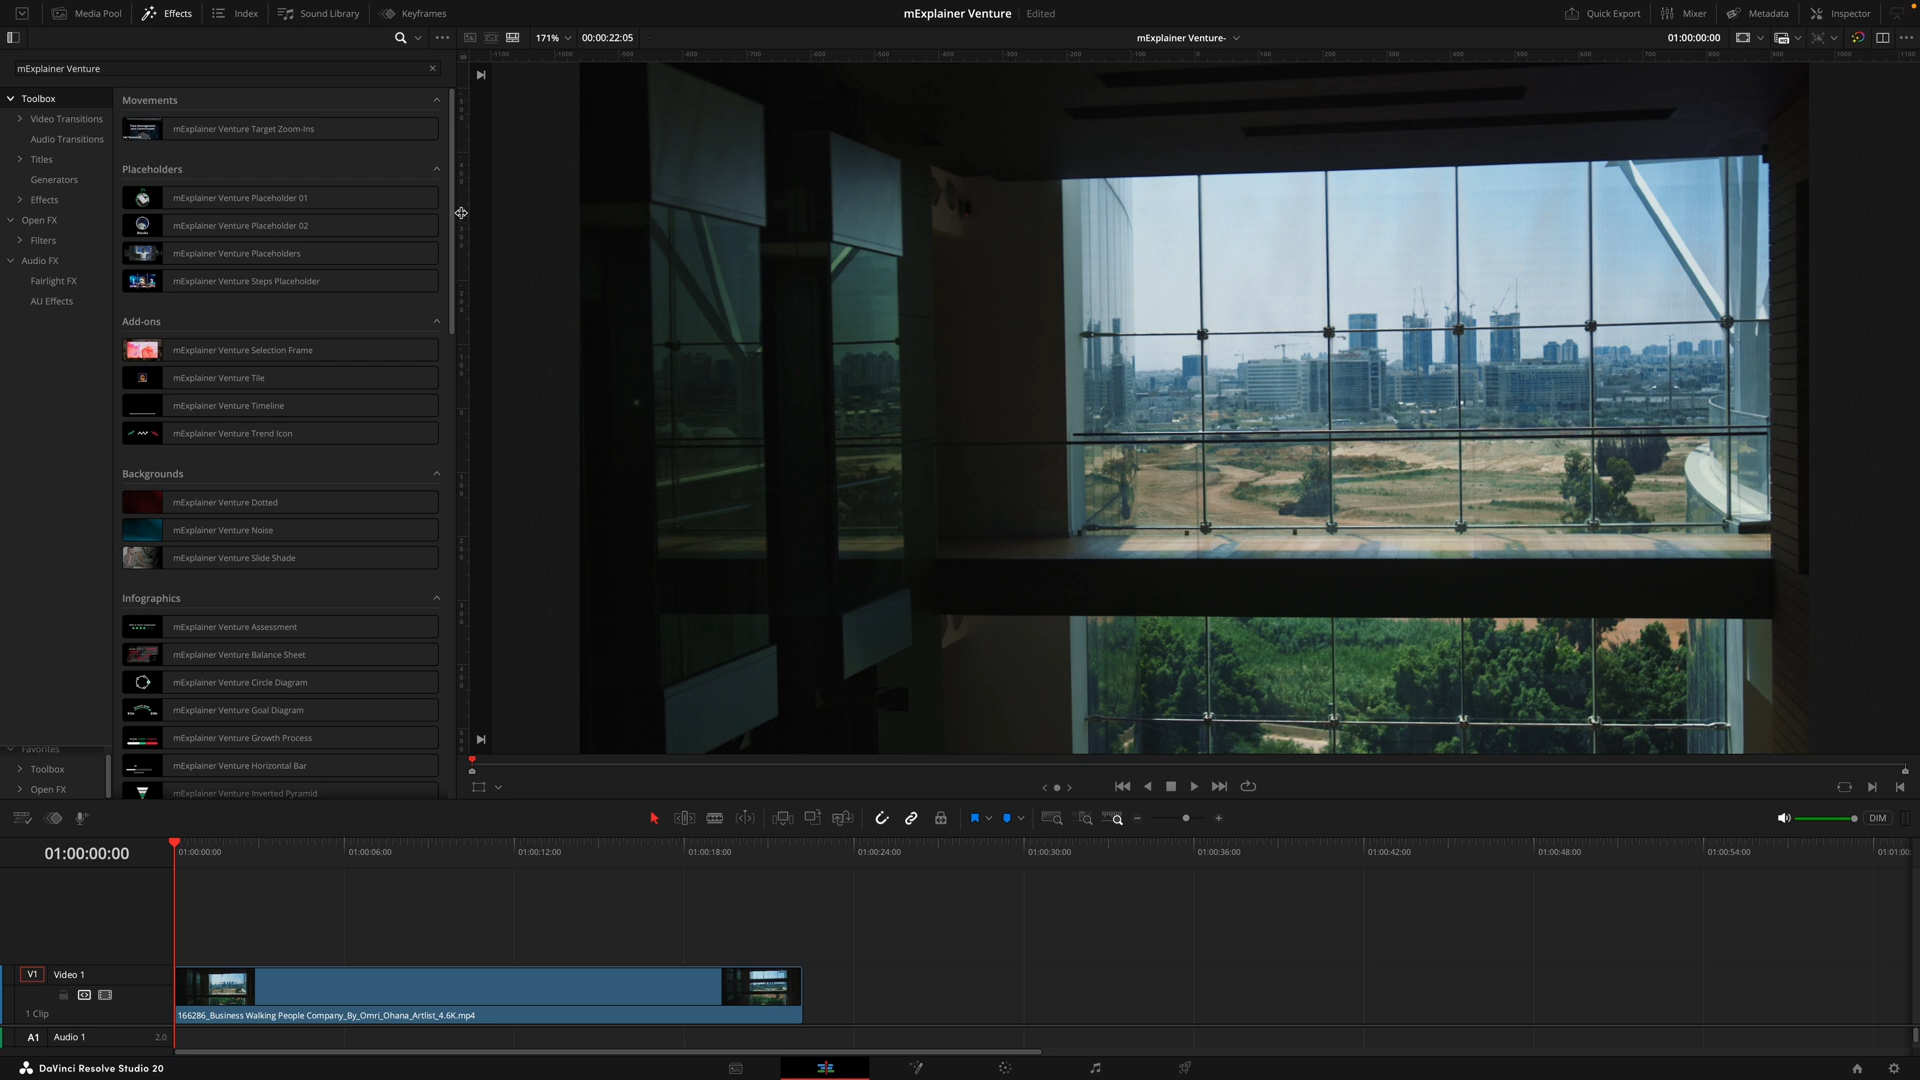 Media Pool Effects Index Sound Library Keyframes mExplainer Venture Edited Quick Export Mixer Metadata Inspector
171% 00:00:22:05 mExplainer Venture- 01:00:00:00
mExplainer Venture
Toolbox
Video Transitions
Audio Transitions
Titles
Generators
Effects
Open FX
Filters
Audio FX
Fairlight FX
AU Effects
Favorites
Toolbox
Open FX
Movements
mExplainer Venture Target Zoom-Ins
Placeholders
mExplainer Venture Placeholder 01
mExplainer Venture Placeholder 02
mExplainer Venture Placeholders
mExplainer Venture Steps Placeholder
Add-ons
mExplainer Venture Selection Frame
mExplainer Venture Tile
mExplainer Venture Timeline
mExplainer Venture Trend Icon
Backgrounds
mExplainer Venture Dotted
mExplainer Venture Noise
mExplainer Venture Slide Shade
Infographics
mExplainer Venture Assessment
mExplainer Venture Balance Sheet
mExplainer Venture Circle Diagram
mExplainer Venture Goal Diagram
mExplainer Venture Growth Process
mExplainer Venture Horizontal Bar
mExplainer Venture Inverted Pyramid
DIM
01:00:00:00
01:00:00:00 01:00:06:00 01:00:12:00 01:00:18:00 01:00:24:00 01:00:30:00 01:00:36:00 01:00:42:00 01:00:48:00 01:00:54:00 01:01:00:
V1 Video 1
1 Clip
166286_Business Walking People Company_By_Omri_Ohana_Artlist_4.6K.mp4
A1 Audio 1 2.0
DaVinci Resolve Studio 20